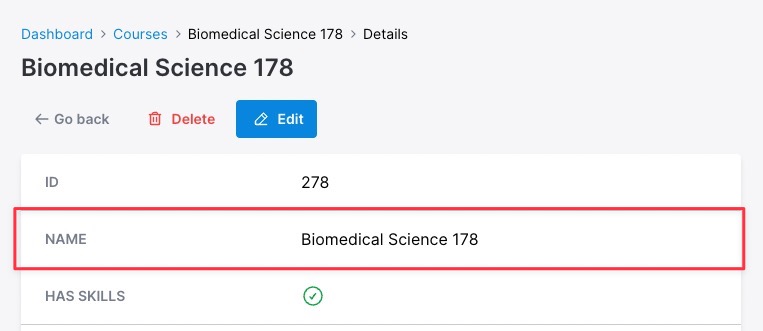 Dashboard > Courses > Biomedical Science 178 > Details
Biomedical Science 178
← Go back Delete Edit
ID 278
NAME Biomedical Science 178
HAS SKILLS